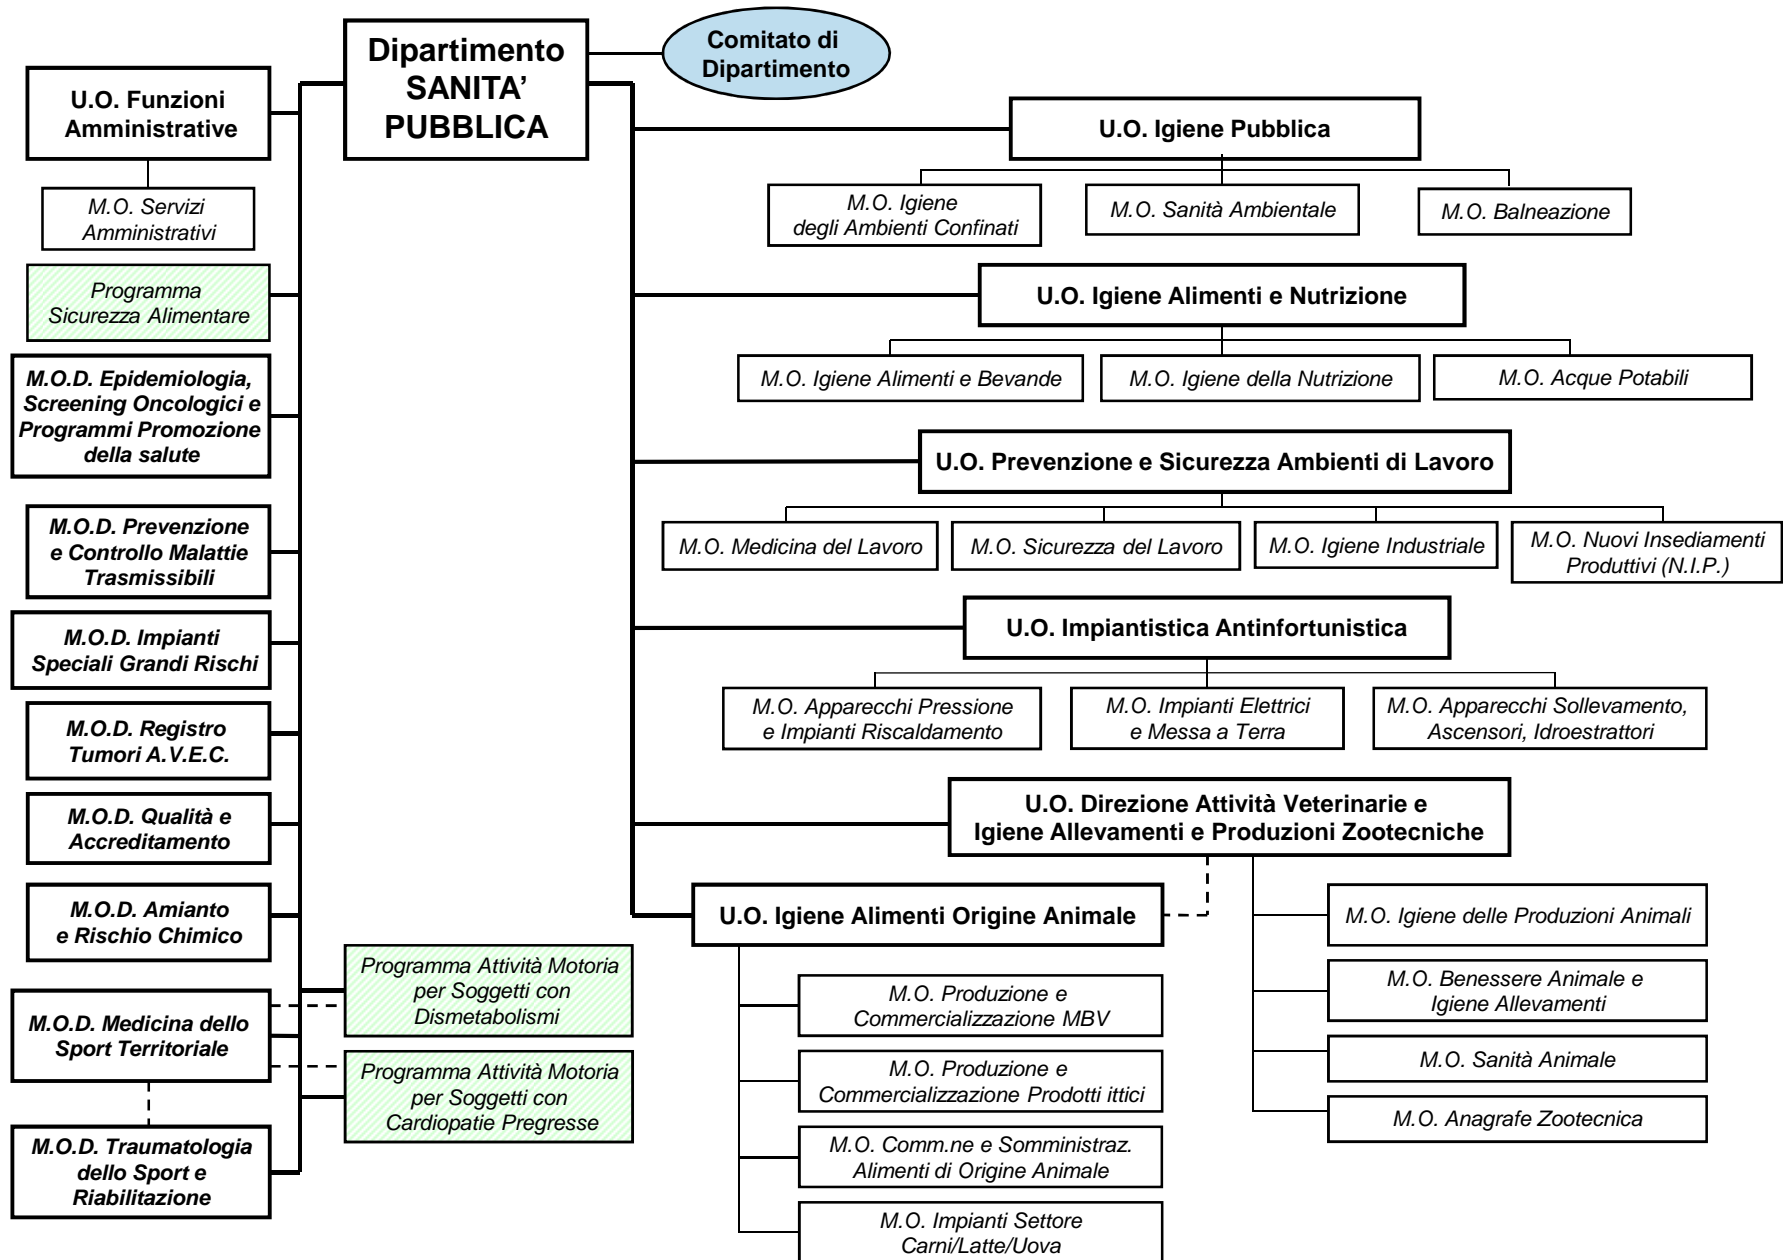 Dipartimento
SANITA’
PUBBLICA
Comitato di
Dipartimento
U.O. Funzioni
Amministrative
M.O. Servizi
Amministrativi
Programma
Sicurezza Alimentare
M.O.D. Epidemiologia,
Screening Oncologici e
Programmi Promozione
della salute
M.O.D. Prevenzione
e Controllo Malattie
Trasmissibili
M.O.D. Impianti
Speciali Grandi Rischi
M.O.D. Registro
Tumori A.V.E.C.
M.O.D. Qualità e
Accreditamento
M.O.D. Amianto
e Rischio Chimico
M.O.D. Medicina dello
Sport Territoriale
M.O.D. Traumatologia
dello Sport e
Riabilitazione
Programma Attività Motoria
per Soggetti con
Dismetabolismi
Programma Attività Motoria
per Soggetti con
Cardiopatie Pregresse
U.O. Igiene Pubblica
M.O. Igiene
degli Ambienti Confinati
M.O. Sanità Ambientale
M.O. Balneazione
U.O. Igiene Alimenti e Nutrizione
M.O. Igiene Alimenti e Bevande
M.O. Igiene della Nutrizione
M.O. Acque Potabili
U.O. Prevenzione e Sicurezza Ambienti di Lavoro
M.O. Medicina del Lavoro
M.O. Sicurezza del Lavoro
M.O. Igiene Industriale
M.O. Nuovi Insediamenti
Produttivi (N.I.P.)
U.O. Impiantistica Antinfortunistica
M.O. Apparecchi Pressione
e Impianti Riscaldamento
M.O. Impianti Elettrici
e Messa a Terra
M.O. Apparecchi Sollevamento,
Ascensori, Idroestrattori
U.O. Direzione Attività Veterinarie e
Igiene Allevamenti e Produzioni Zootecniche
M.O. Igiene delle Produzioni Animali
M.O. Benessere Animale e
Igiene Allevamenti
M.O. Sanità Animale
M.O. Anagrafe Zootecnica
U.O. Igiene Alimenti Origine Animale
M.O. Produzione e
Commercializzazione MBV
M.O. Produzione e
Commercializzazione Prodotti ittici
M.O. Comm.ne e Somministraz.
Alimenti di Origine Animale
M.O. Impianti Settore
Carni/Latte/Uova